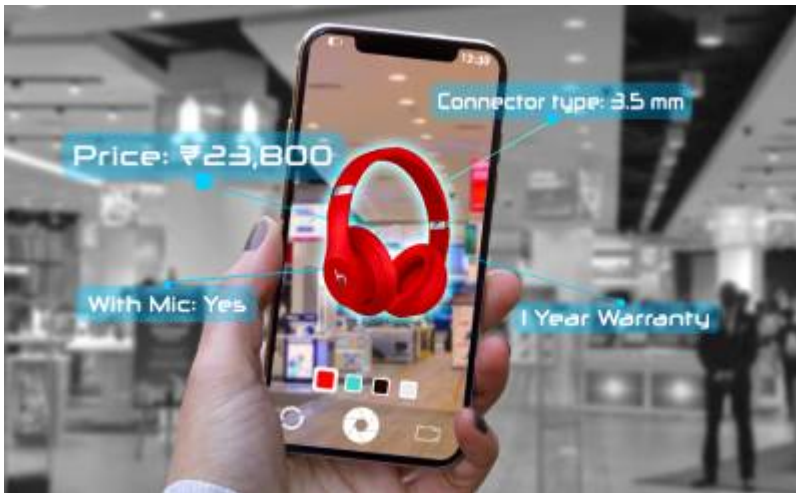 12:39
Connector type: 3.5 mm
Price: ₹23,800
With Mic: Yes
1 Year Warranty